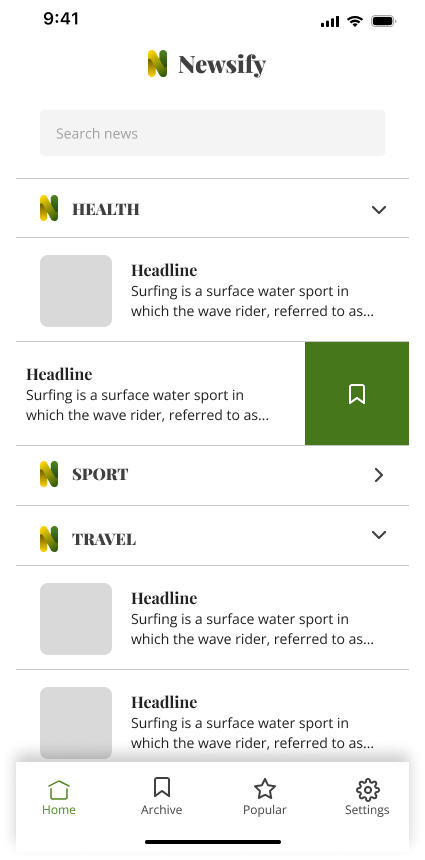 9:41
Newsify
Search news
HEALTH
Headline
Surfing is a surface water sport in
which the wave rider, referred to as...
Headline
Surfing is a surface water sport in
which the wave rider, referred to as...
SPORT
TRAVEL
Headline
Surfing is a surface water sport in
which the wave rider, referred to as...
Headline
Surfing is a surface water sport in
which the wave rider, referred to as...
Home
Archive
Popular
Settings